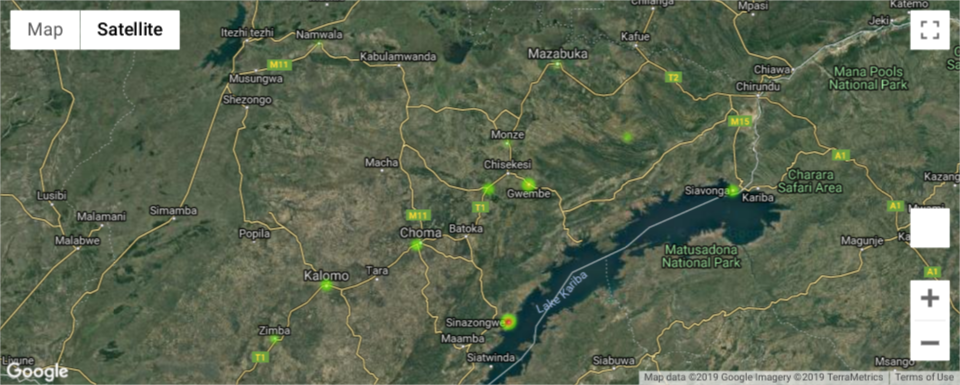 Map
Satellite
Itezhi tezhi
Namwala
Chilanga
Mpasi
Katemo
Jeki
Kafue
Kabulamwanda
Mazabuka
M11
Musungwa
T2
Chiawa
Mana Pools
National Park
Chirundu
Shezongo
M15
Monze
A1
Macha
Chisekesi
Charara
Safari Area
Lusibi
Gwembe
Siavonga
Kariba
Malamani
Simamba
M11
T1
A1
Malabwe
Popila
Choma
Batoka
Magunje
Matusadona
National Park
Kalomo
Tara
A1
Lake Kariba
Zimba
Sinazongwe
Maamba
T1
Siatwinda
Siabuwa
Msango
Google
Map data ©2019 Google Imagery ©2019 TerraMetrics
Terms of Use